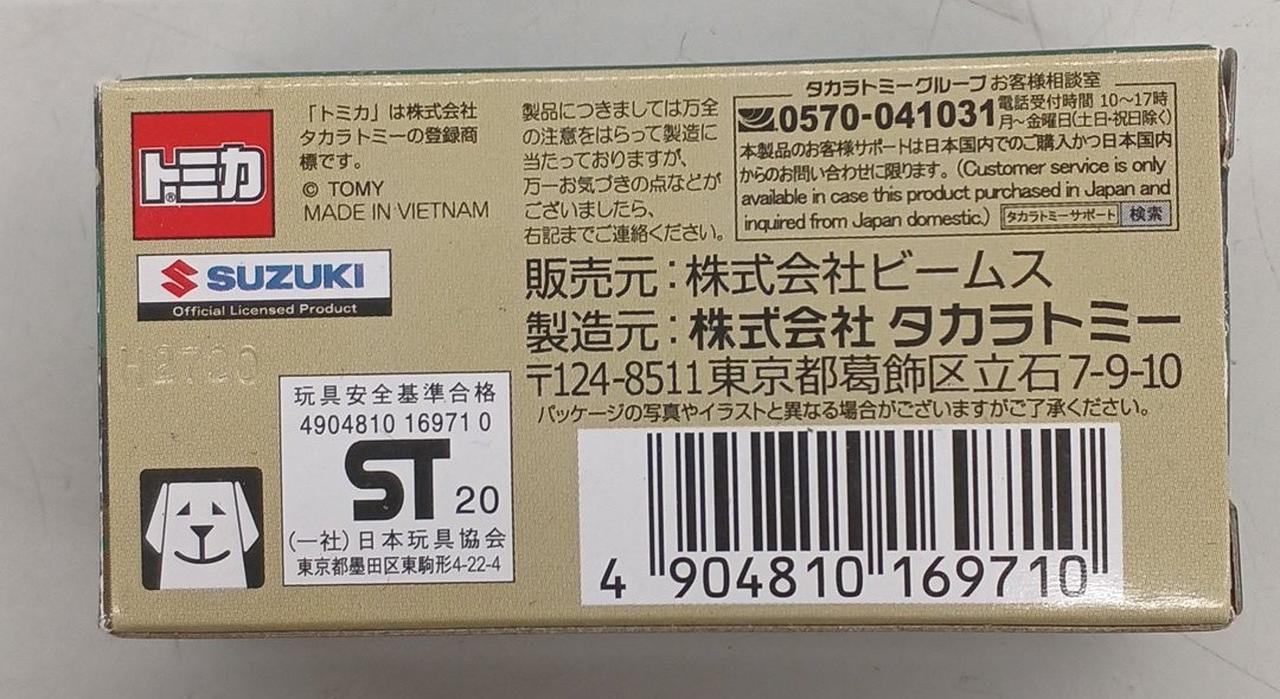 トミカ®
「トミカ」は株式会社
タカラトミーの登録商
標です。
© TOMY
MADE IN VIETNAM
SUZUKI
Official Licensed Product
玩具安全基準合格
4904810 16971 0
ST 20
(一社)日本玩具協会
東京都墨田区東駒形4-22-4
製品につきましては万全
の注意をはらって製造に
当たっておりますが、
万一お気づきの点などが
ございましたら、
右記までご連絡ください。
タカラトミーグループ お客様相談室
0570-041031 電話受付時間 10〜17時
月〜金曜日(土日・祝日除く)
本製品のお客様サポートは日本国内でのご購入かつ日本国内
からのお問い合わせに限ります。(Customer service is only
available in case this product purchased in Japan and
inquired from Japan domestic.) タカラトミーサポート 検索
販売元:株式会社ビームス
製造元:株式会社 タカラトミー
〒124-8511 東京都葛飾区立石 7-9-10
パッケージの写真やイラストと異なる場合がございますがご了承ください。
4 904810 169710